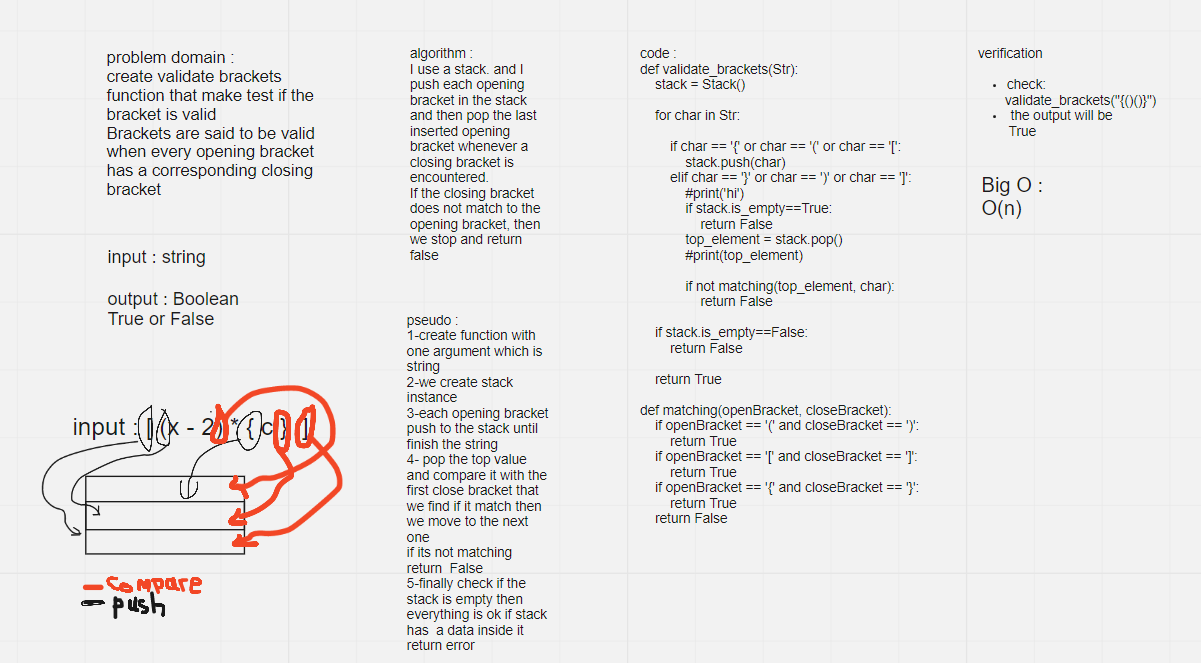 problem domain :
create validate brackets
function that make test if the
bracket is valid
Brackets are said to be valid
when every opening bracket
has a corresponding closing
bracket
input : string
output : Boolean
True or False
input : [ (x - 2) * { c } ]
compare
push
algorithm :
I use a stack. and I
push each opening
bracket in the stack
and then pop the last
inserted opening
bracket whenever a
closing bracket is
encountered.
If the closing bracket
does not match to the
opening bracket, then
we stop and return
false
pseudo :
1-create function with
one argument which is
string
2-we create stack
instance
3-each opening bracket
push to the stack until
finish the string
4- pop the top value
and compare it with the
first close bracket that
we find if it match then
we move to the next
one
if its not matching
return  False
5-finally check if the
stack is empty then
everything is ok if stack
has  a data inside it
return error
code :
def validate_brackets(Str):
stack = Stack()
for char in Str:
if char == '{' or char == '(' or char == '[':
stack.push(char)
elif char == '}' or char == ')' or char == ']':
#print('hi')
if stack.is_empty==True:
return False
top_element = stack.pop()
#print(top_element)
if not matching(top_element, char):
return False
if stack.is_empty==False:
return False
return True
def matching(openBracket, closeBracket):
if openBracket == '(' and closeBracket == ')':
return True
if openBracket == '[' and closeBracket == ']':
return True
if openBracket == '{' and closeBracket == '}':
return True
return False
verification
• check:
validate_brackets("{()()}")
• the output will be
True
Big O :
O(n)